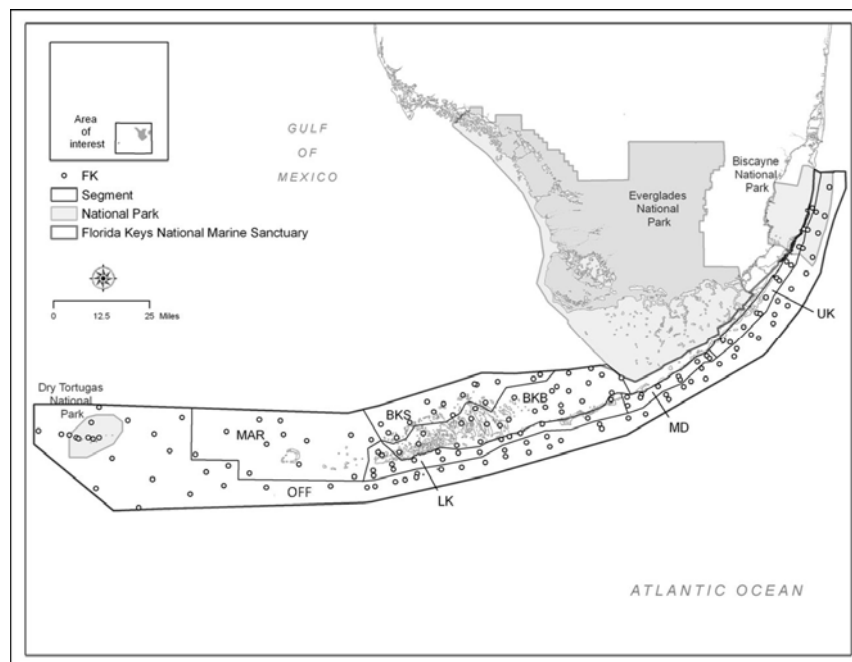 Area
of
interest
GULF
OF
MEXICO
FK
Segment
National Park
Florida Keys National Marine Sanctuary
0 12.5 25 Miles
Biscayne
National
Park
Everglades
National
Park
UK
Dry Tortugas
National
Park
BKS
BKB
MAR
MD
OFF
LK
ATLANTIC OCEAN